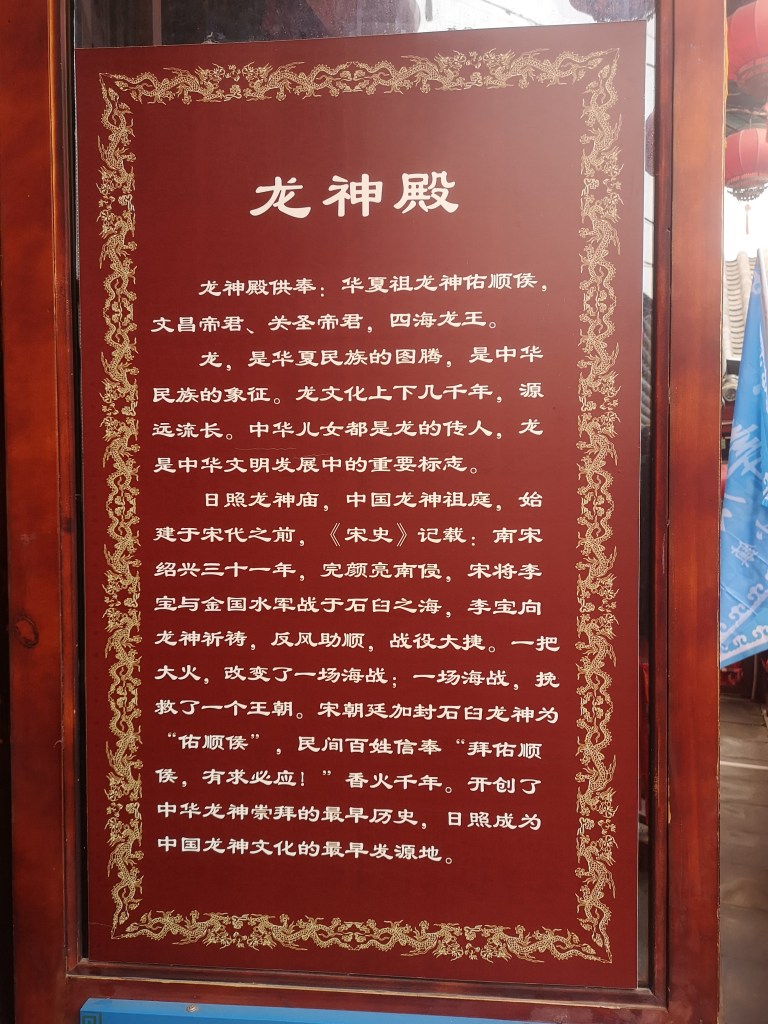 龙神殿
龙神殿供奉：华夏祖龙神佑顺侯，
文昌帝君、关圣帝君，四海龙王。
龙，是华夏民族的图腾，是中华
民族的象征。龙文化上下几千年，源
远流长。中华儿女都是龙的传人，龙
是中华文明发展中的重要标志。
日照龙神庙，中国龙神祖庭，始
建于宋代之前，《宋史》记载：南宋
绍兴三十一年，完颜亮南侵，宋将李
宝与金国水军战于石臼之海，李宝向
龙神祈祷，反风助顺，战役大捷。一把
大火，改变了一场海战；一场海战，挽
救了一个王朝。宋朝廷加封石臼龙神为
“佑顺侯”，民间百姓信奉“拜佑顺
侯，有求必应！”香火千年。开创了
中华龙神崇拜的最早历史，日照成为
中国龙神文化的最早发源地。